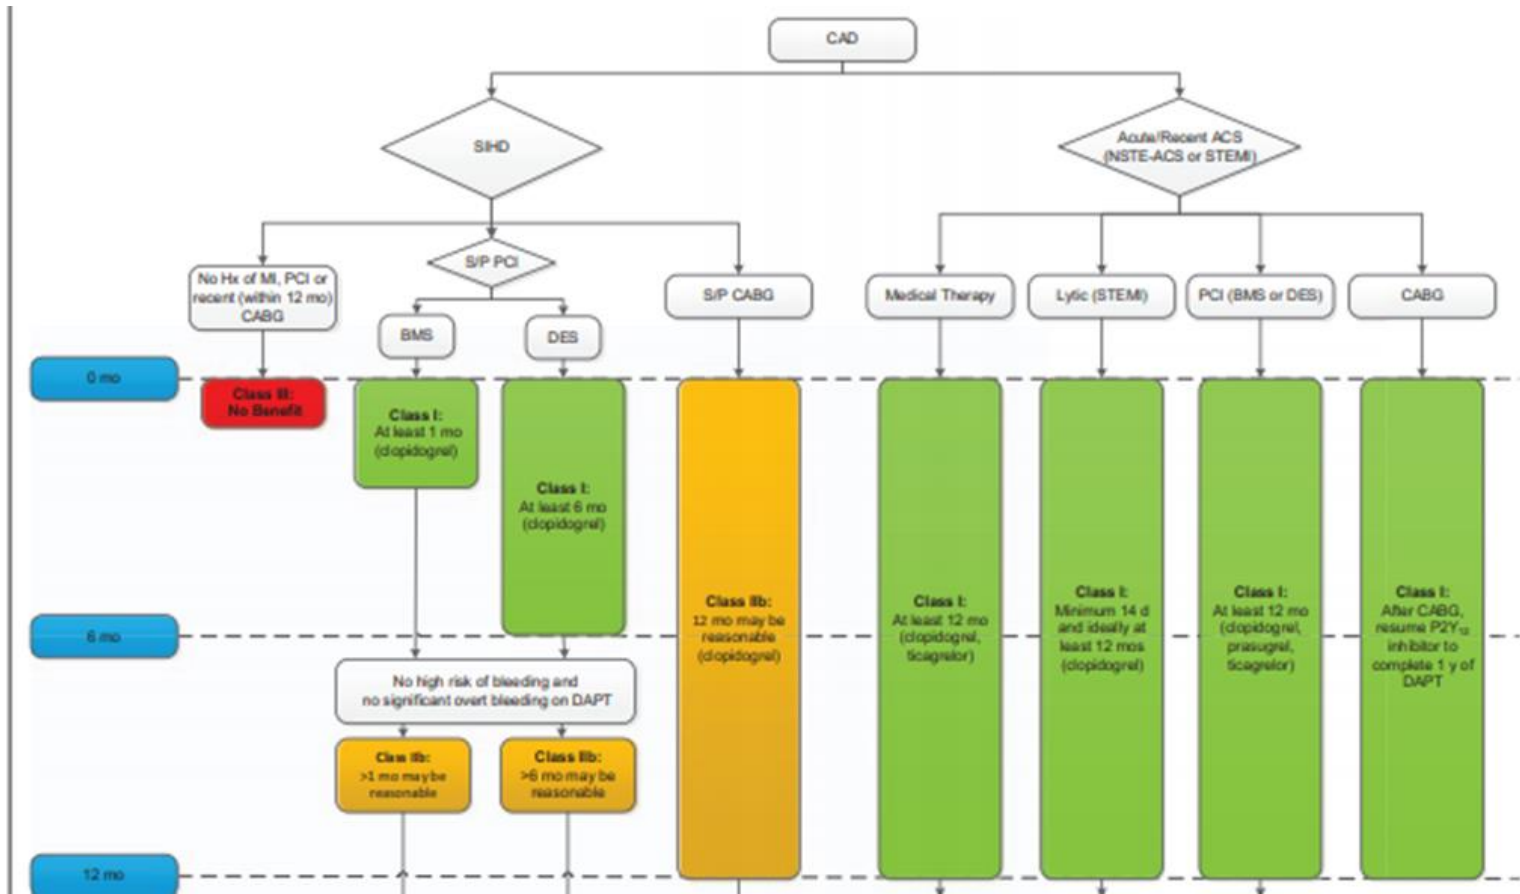 CAD
SIHD
Acute/Recent ACS
(NSTE-ACS or STEMI)
No Hx of MI, PCI or
recent (within 12 mo)
CABG
S/P PCI
S/P CABG
Medical Therapy
Lytic (STEMI)
PCI (BMS or DES)
CABG
BMS
DES
0 mo
Class III:
No Benefit
Class I:
At least 1 mo
(clopidogrel)
Class I:
At least 6 mo
(clopidogrel)
Class IIb:
12 mo may be
reasonable
(clopidogrel)
Class I:
At least 12 mo
(clopidogrel,
ticagrelor)
Class I:
Minimum 14 d
and ideally at
least 12 mos
(clopidogrel)
Class I:
At least 12 mo
(clopidogrel,
prasugrel,
ticagrelor)
Class I:
After CABG,
resume P2Y₁₂
inhibitor to
complete 1 y of
DAPT
6 mo
No high risk of bleeding and
no significant overt bleeding on DAPT
Class IIb:
>1 mo may be
reasonable
Class IIb:
>6 mo may be
reasonable
12 mo